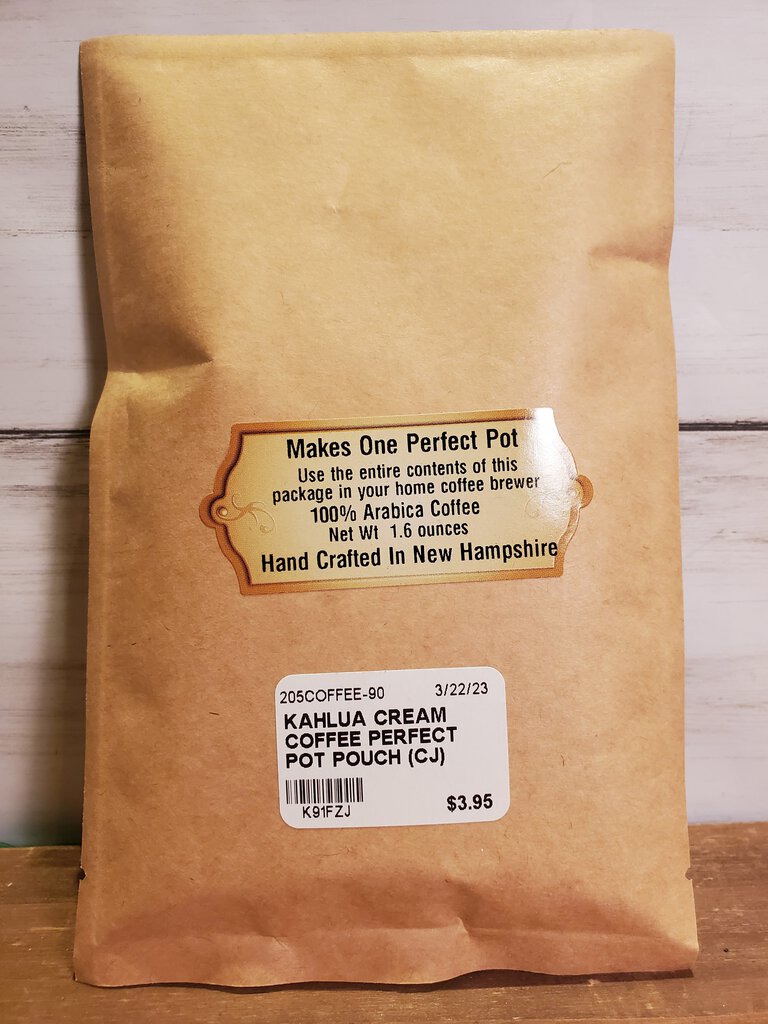 Makes One Perfect Pot
Use the entire contents of this
package in your home coffee brewer
100% Arabica Coffee
Net Wt 1.6 ounces
Hand Crafted In New Hampshire
205COFFEE-90 3/22/23
KAHLUA CREAM
COFFEE PERFECT
POT POUCH (CJ)
K91FZJ $3.95